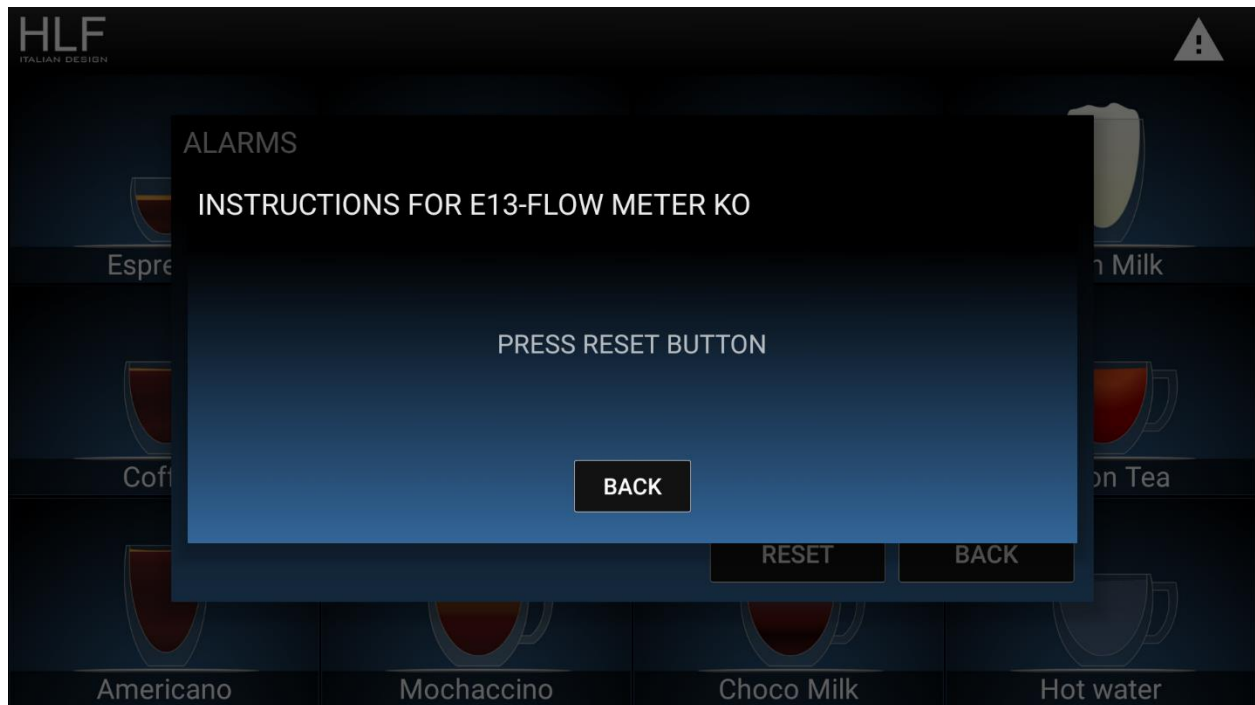 HLF
ITALIAN DESIGN
ALARMS
INSTRUCTIONS FOR E13-FLOW METER KO
Espre
n Milk
PRESS RESET BUTTON
Coff
on Tea
BACK
RESET
BACK
Americano
Mochaccino
Choco Milk
Hot water